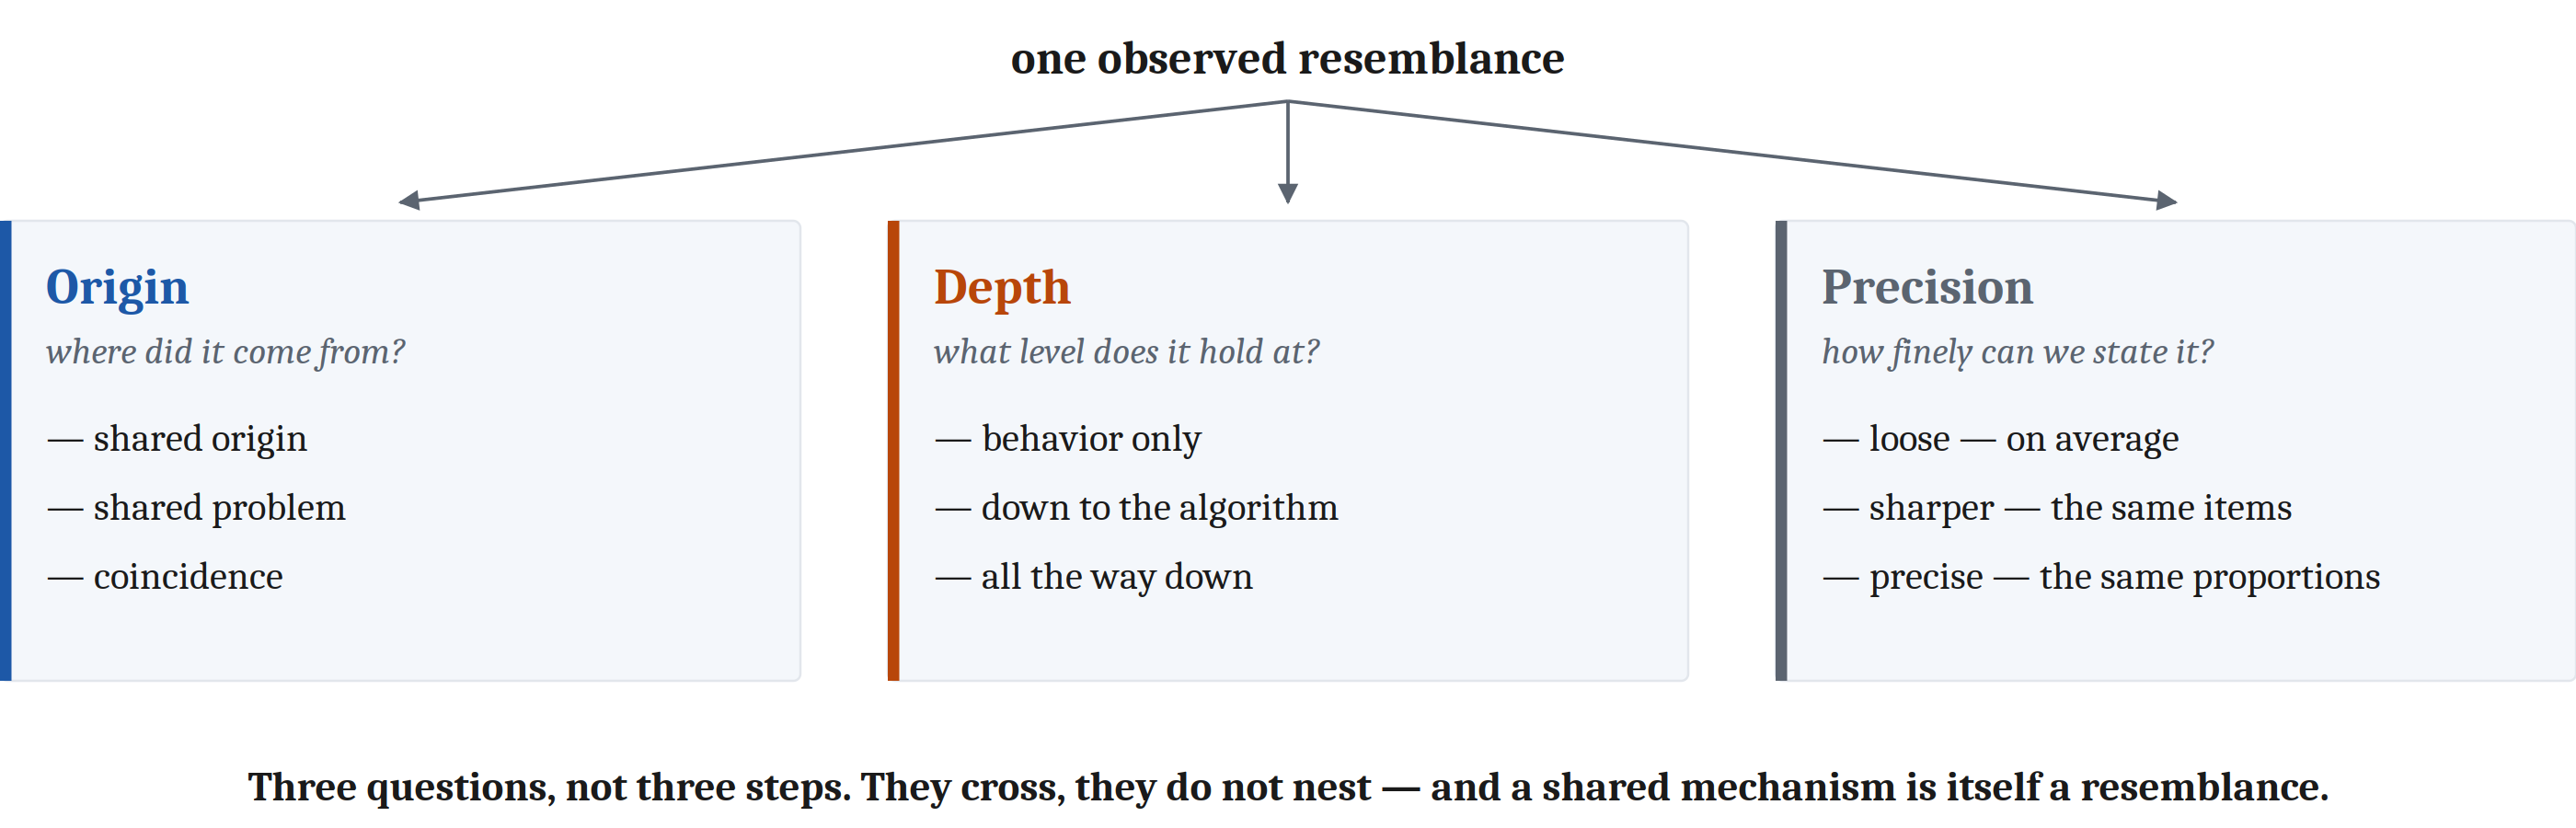 one observed resemblance
Origin
where did it come from?
— shared origin
— shared problem
— coincidence
Depth
what level does it hold at?
— behavior only
— down to the algorithm
— all the way down
Precision
how finely can we state it?
— loose — on average
— sharper — the same items
— precise — the same proportions
Three questions, not three steps. They cross, they do not nest — and a shared mechanism is itself a resemblance.